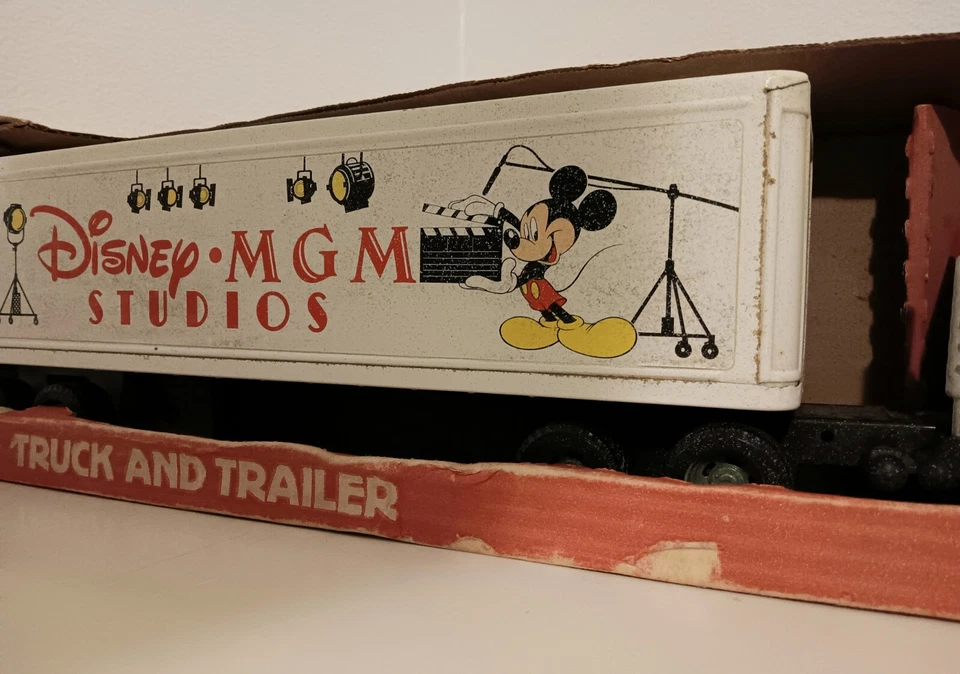 Disney • MGM
STUDIOS
TRUCK AND TRAILER